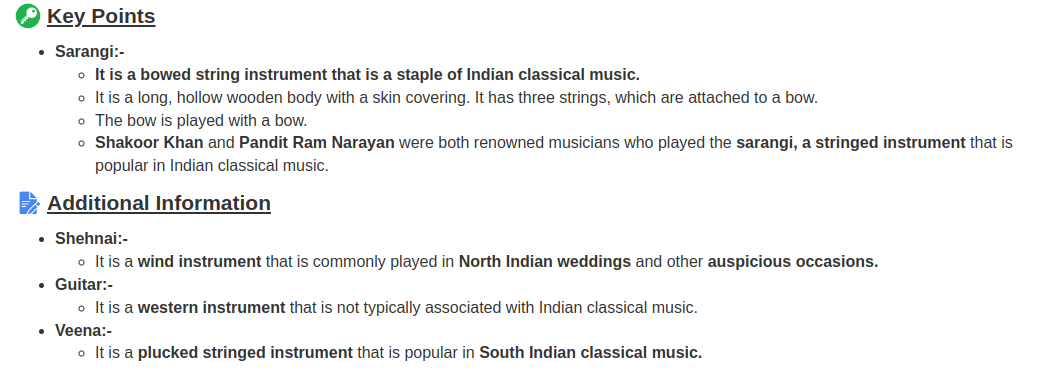 Key Points
Sarangi:-
It is a bowed string instrument that is a staple of Indian classical music.
It is a long, hollow wooden body with a skin covering. It has three strings, which are attached to a bow.
The bow is played with a bow.
Shakoor Khan and Pandit Ram Narayan were both renowned musicians who played the sarangi, a stringed instrument that is
popular in Indian classical music.
Additional Information
Shehnai:-
It is a wind instrument that is commonly played in North Indian weddings and other auspicious occasions.
Guitar:-
It is a western instrument that is not typically associated with Indian classical music.
Veena:-
It is a plucked stringed instrument that is popular in South Indian classical music.